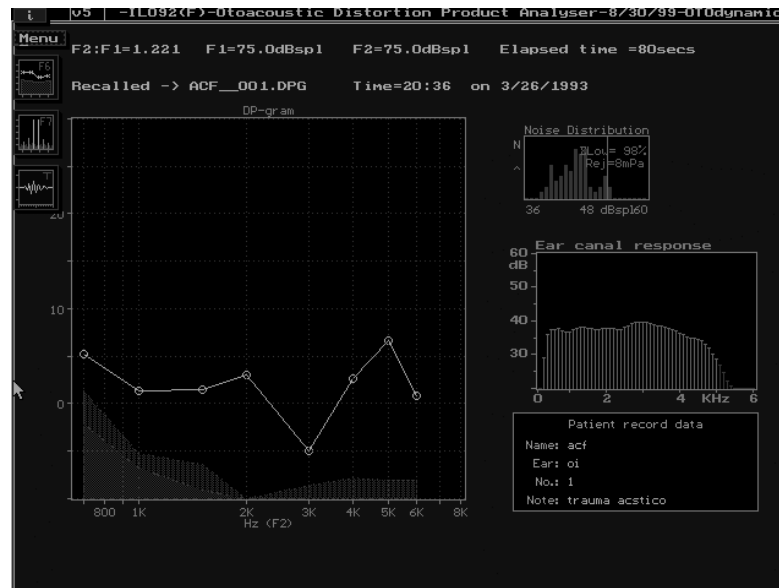 i v5 -ILO92(F)-Otoacoustic Distortion Product Analyser-8/30/99-OTOdynamic
Menu
F2:F1=1.221 F1=75.0dBspl F2=75.0dBspl Elapsed time =80secs
F6
Recalled -> ACF__001.DPG Time=20:36 on 3/26/1993
DP-gram
F7
T
20
10
0
800 1K 2K 3K 4K 5K 6K 8K
Hz (F2)
Noise Distribution
N
98%
Rej=8mPa
^
36 48 dBspl60
Ear canal response
60
dB
50
40
30
0 2 4 KHz 6
Patient record data
Name: acf
Ear: oi
No.: 1
Note: trauma acstico